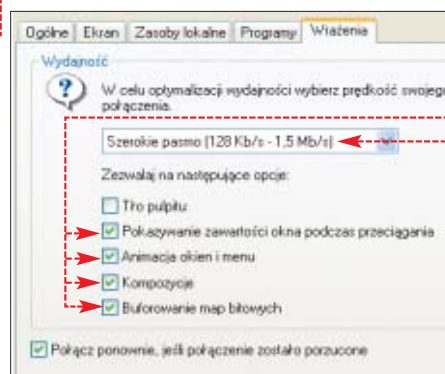 Ogólne Ekran Zasoby lokalne Programy Wrażenia
Wydajność
W celu optymalizacji wydajności wybierz prędkość swojego
połączenia.
Szerokie pasmo (128 Kb/s - 1,5 Mb/s)
Zezwalaj na następujące opcje:
Tło pulpitu
Pokazywanie zawartości okna podczas przeciągania
Animacja okien i menu
Kompozycje
Buforowanie map bitowych
Połącz ponownie, jeśli połączenie zostało porzucone